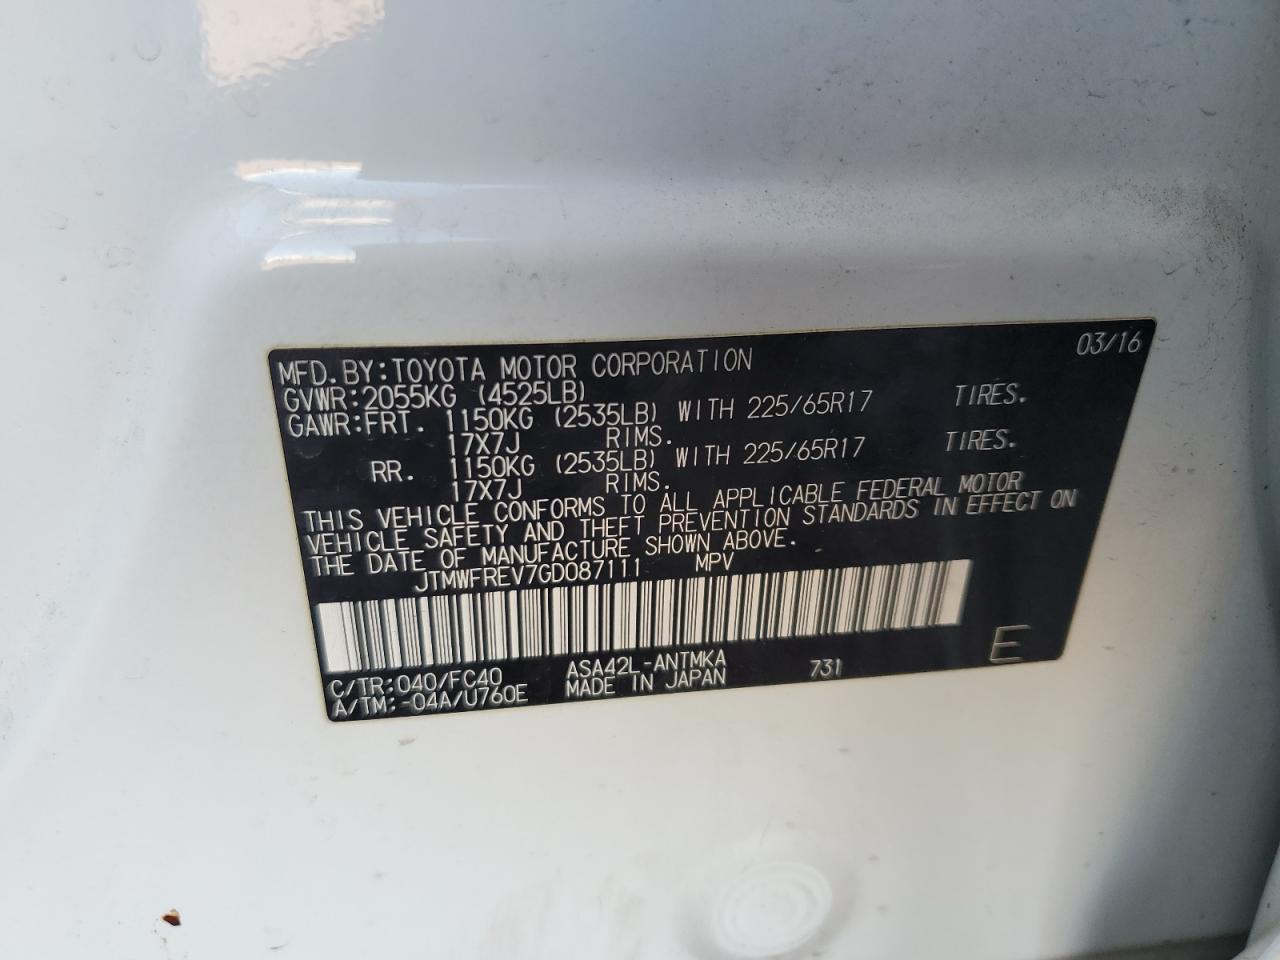 03/16
MFD. BY: TOYOTA MOTOR CORPORATION
GVWR: 2055KG (4525LB)
GAWR: FRT. 1150KG (2535LB) WITH 225/65R17 TIRES.
17X7J RIMS.
RR. 1150KG (2535LB) WITH 225/65R17 TIRES.
17X7J RIMS.
THIS VEHICLE CONFORMS TO ALL APPLICABLE FEDERAL MOTOR
VEHICLE SAFETY AND THEFT PREVENTION STANDARDS IN EFFECT ON
THE DATE OF MANUFACTURE SHOWN ABOVE.
JTMWFREV7GD087111 MPV
C/TR: 040/FC40 ASA42L-ANTMKA 731 E
A/TM: -04A/U760E MADE IN JAPAN